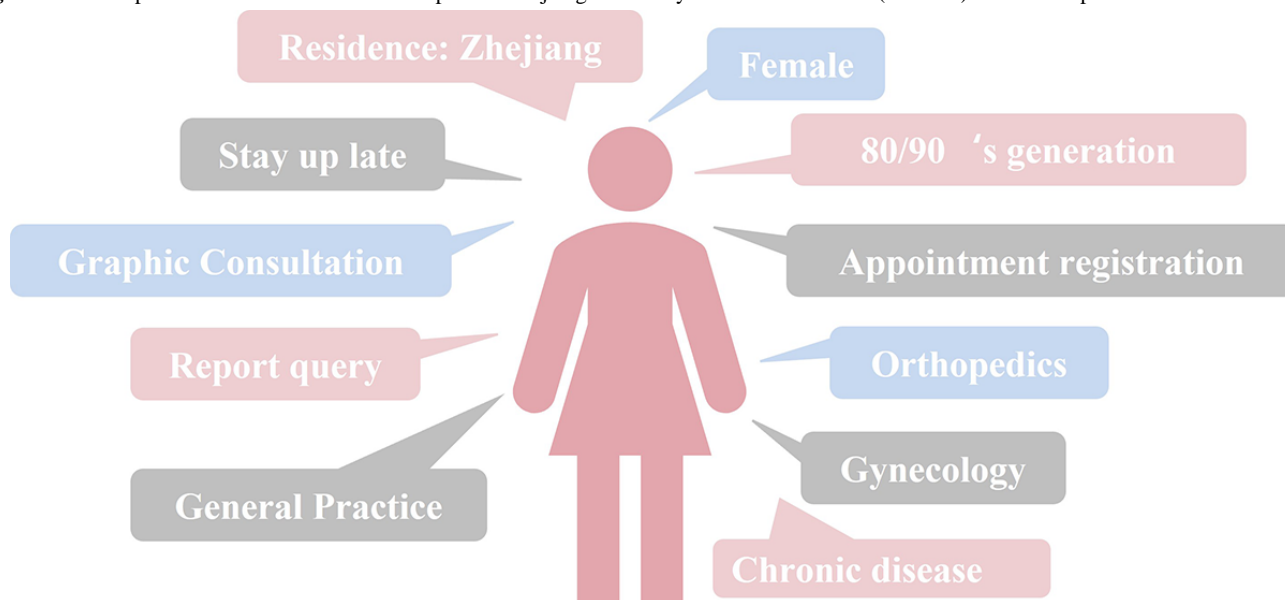 Residence: Zhejiang
Female
Stay up late
80/90 ‘s generation
Graphic Consultation
Appointment registration
Report query
Orthopedics
General Practice
Gynecology
Chronic disease